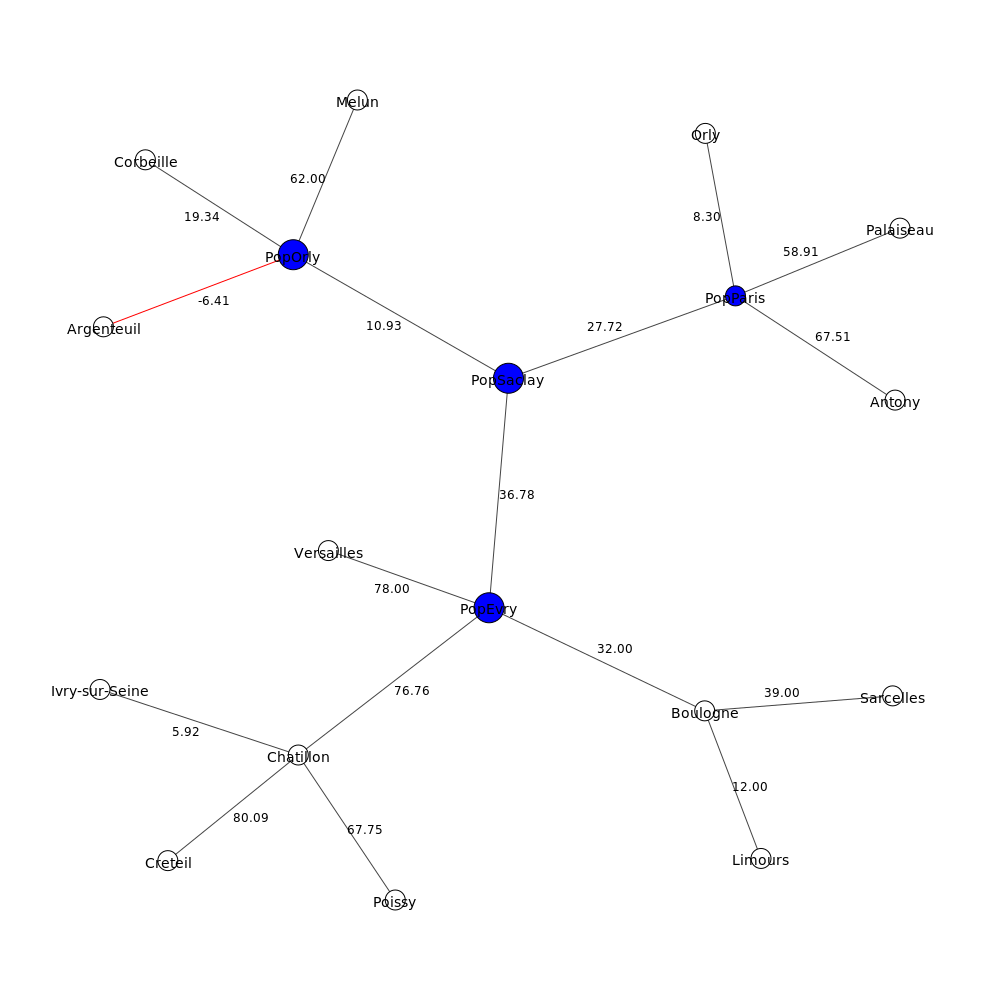 Melun
Orly
Corbeille
62.00
19.34
8.30
Palaiseau
58.91
PopOrly
PopParis
-6.41
Argenteuil
10.93
27.72
67.51
PopSaclay
Antony
36.78
Versailles
78.00
PopEvry
32.00
Ivry-sur-Seine
76.76
39.00
Sarcelles
Boulogne
5.92
Chatillon
12.00
80.09
67.75
Creteil
Limours
Poissy